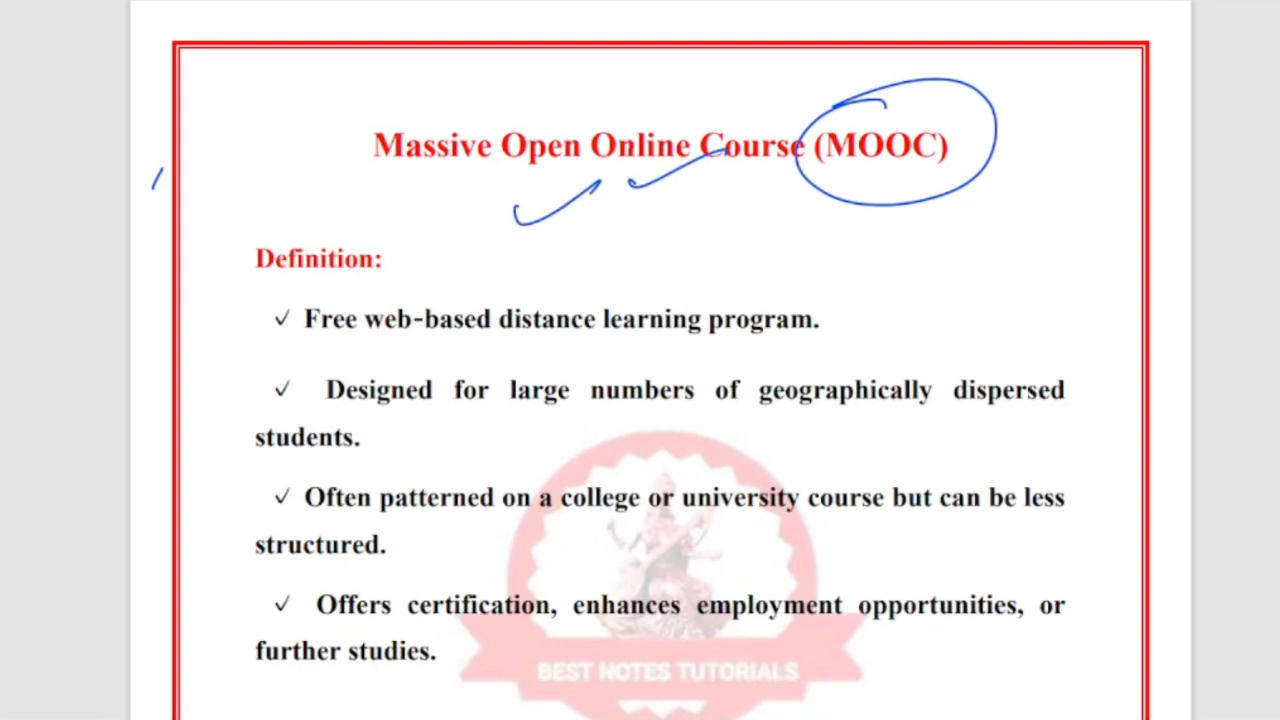 Massive Open Online Course (MOOC)
Definition:
✓ Free web-based distance learning program.
✓ Designed for large numbers of geographically dispersed
students.
✓ Often patterned on a college or university course but can be less
structured.
✓ Offers certification, enhances employment opportunities, or
further studies.
BEST NOTES TUTORIALS